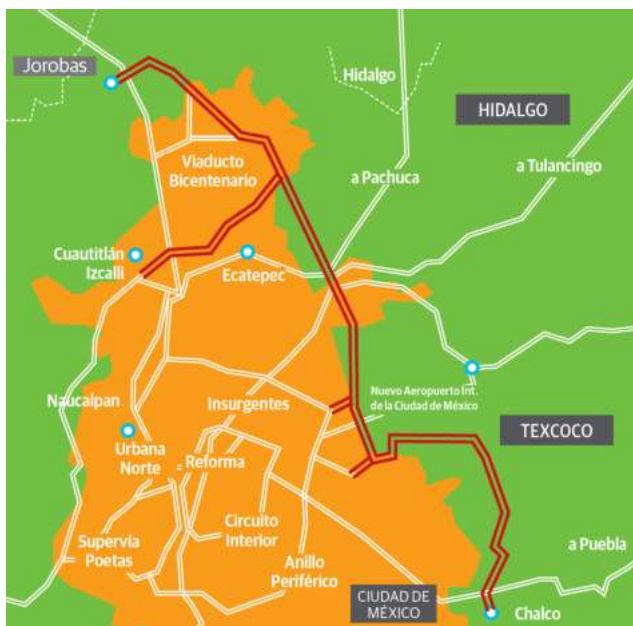 Jorobas
Hidalgo
HIDALGO
Viaducto
Bicentenario
a Pachuca
a Tulancingo
Cuautitlán
Izcalli
Ecatepec
Nuevo Aeropuerto Int.
de la Ciudad de México
Naucalpan
Insurgentes
TEXCOCO
Urbana
Norte
Reforma
Circuito
Interior
Supervía
Poetas
Anillo
Periférico
a Puebla
CIUDAD DE
MÉXICO
Chalco